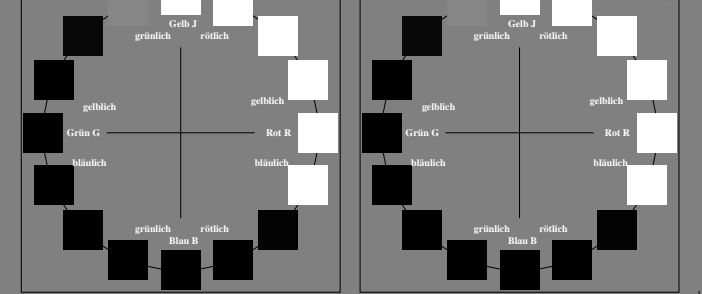 Gelb J
grünlich rötlich
gelblich gelblich
Grün G Rot R
bläulich bläulich
grünlich rötlich
Blau B
Gelb J
grünlich rötlich
gelblich gelblich
Grün G Rot R
bläulich bläulich
grünlich rötlich
Blau B